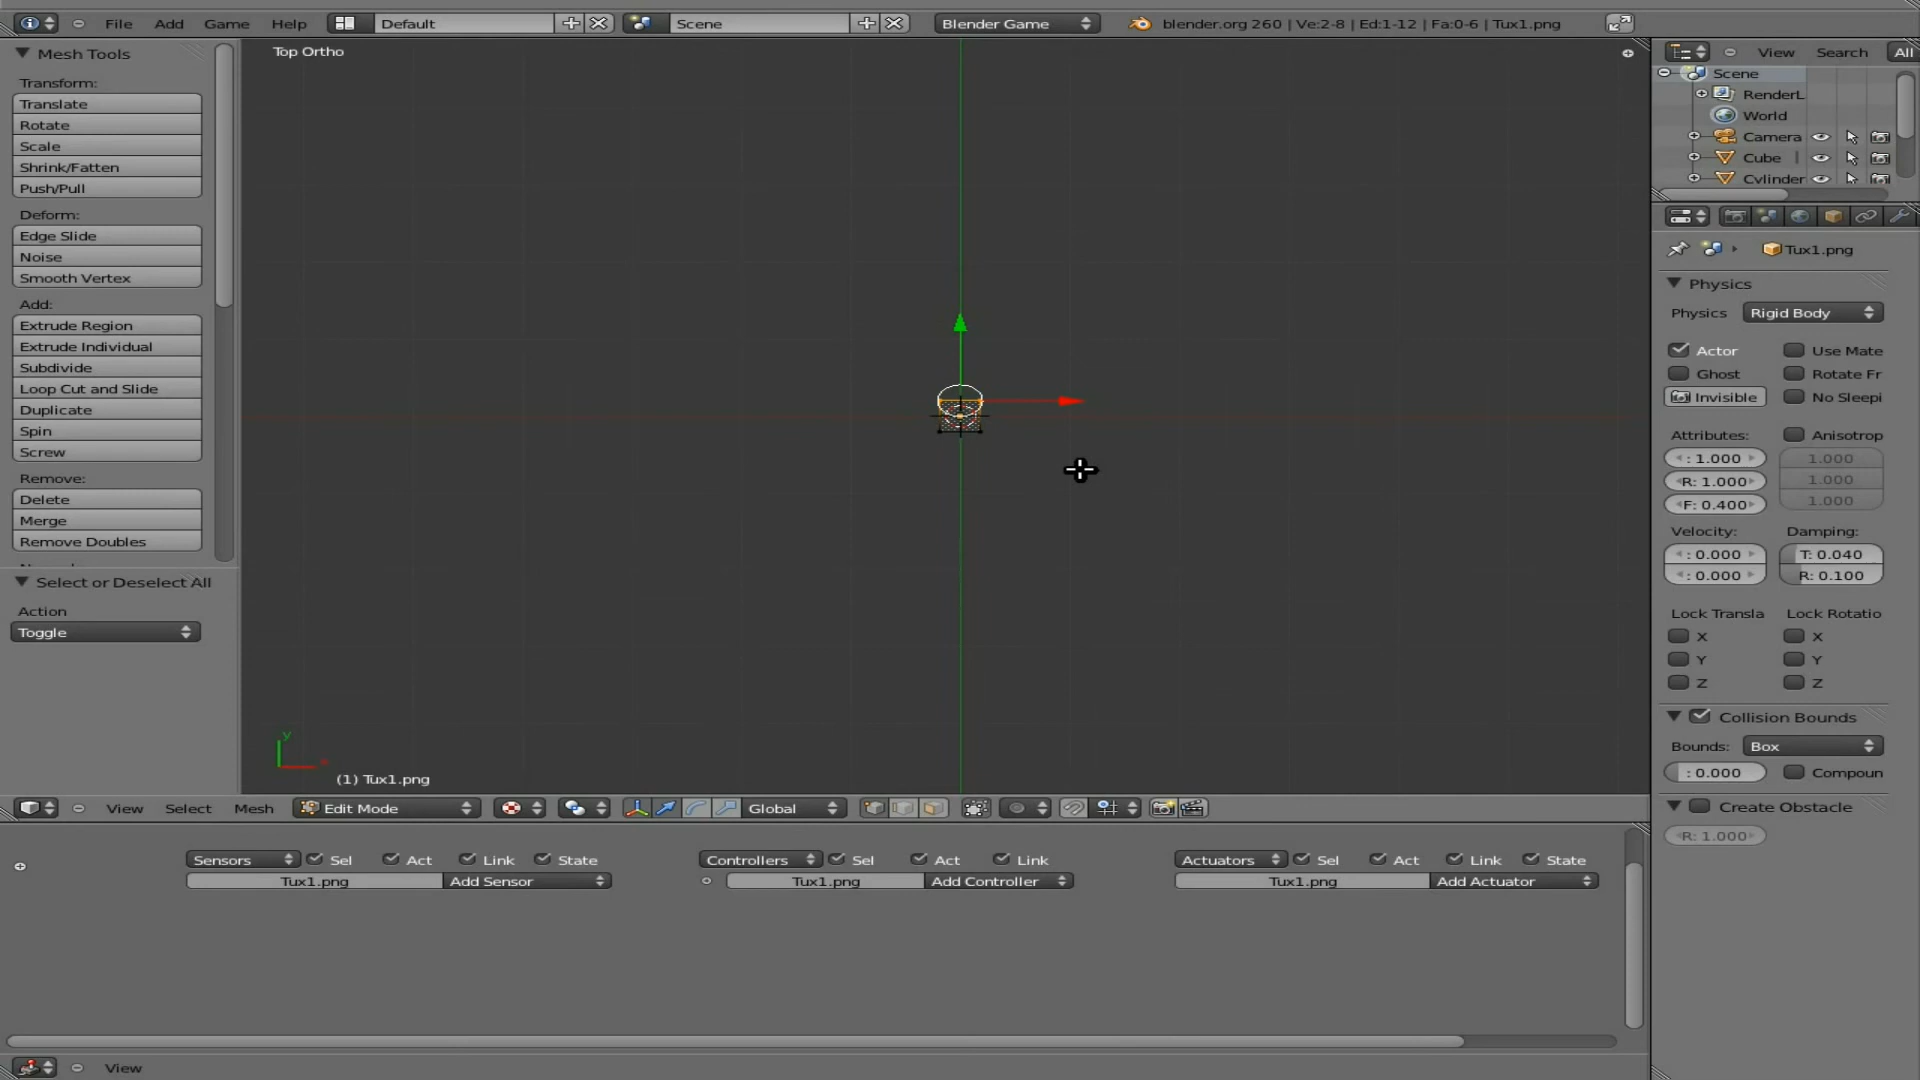 File Add Game Help Default Scene Blender Game blender.org 260 | Ve:2-8 | Ed:1-12 | Fa:0-6 | Tux1.png
Mesh Tools
Transform:
Translate
Rotate
Scale
Shrink/Fatten
Push/Pull
Deform:
Edge Slide
Noise
Smooth Vertex
Add:
Extrude Region
Extrude Individual
Subdivide
Loop Cut and Slide
Duplicate
Spin
Screw
Remove:
Delete
Merge
Remove Doubles
Select or Deselect All
Action
Toggle
Top Ortho
y
(1) Tux1.png
View Select Mesh Edit Mode Global
Sensors Sel Act Link State Controllers Sel Act Link Actuators Sel Act Link State
Tux1.png Add Sensor Tux1.png Add Controller Tux1.png Add Actuator
View
View Search All
Scene
RenderL
World
Camera
Cube
Cylinder
Tux1.png
Physics
Physics Rigid Body
Actor Use Mate
Ghost Rotate Fr
Invisible No Sleepi
Attributes: Anisotrop
: 1.000 1.000
R: 1.000 1.000
F: 0.400 1.000
Velocity: Damping:
: 0.000 T: 0.040
: 0.000 R: 0.100
Lock Transla Lock Rotatio
X X
Y Y
Z Z
Collision Bounds
Bounds: Box
: 0.000 Compoun
Create Obstacle
R: 1.000